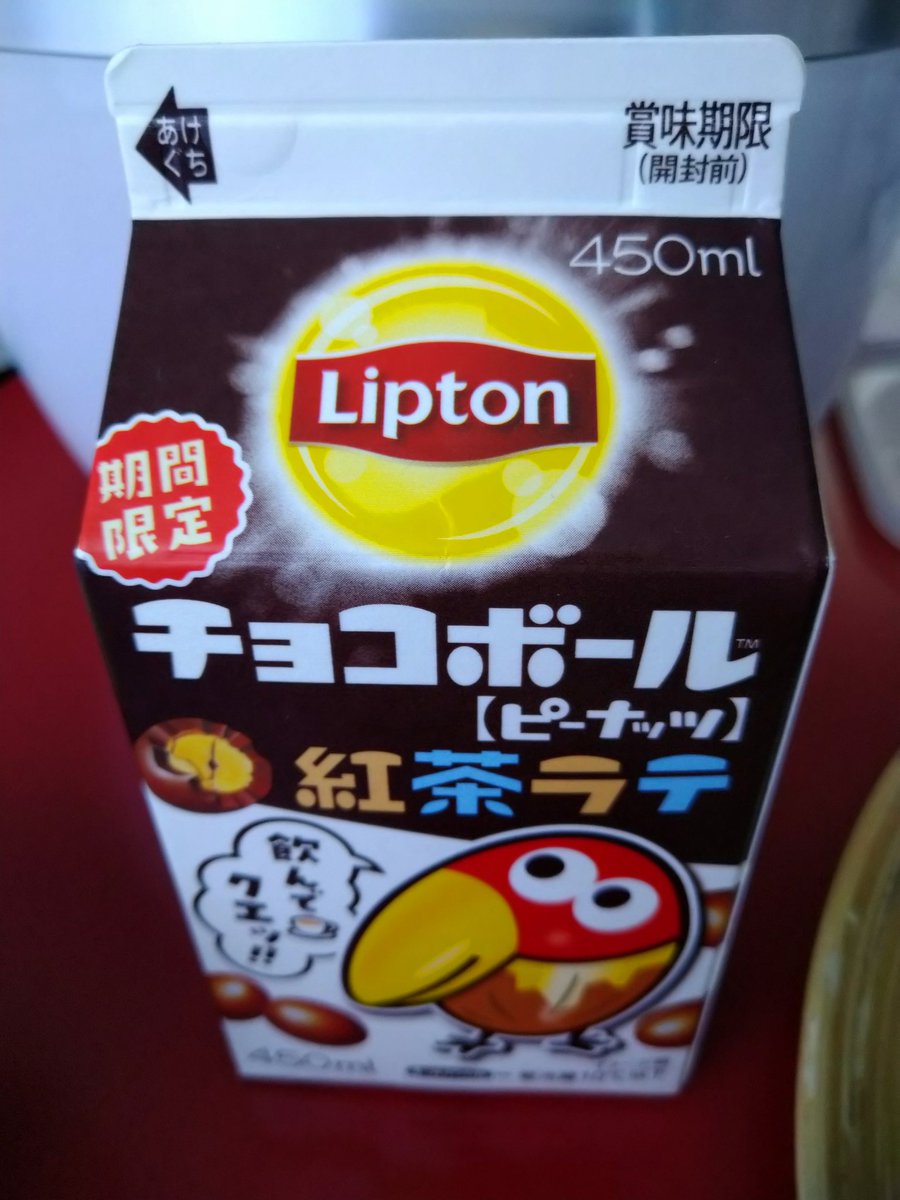 あけ
ぐち
賞味期限
(開封前)
450ml
Lipton
期間
限定
チョコボール™
【ピーナッツ】
紅茶ラテ
飲んで
クエッ!!
450ml